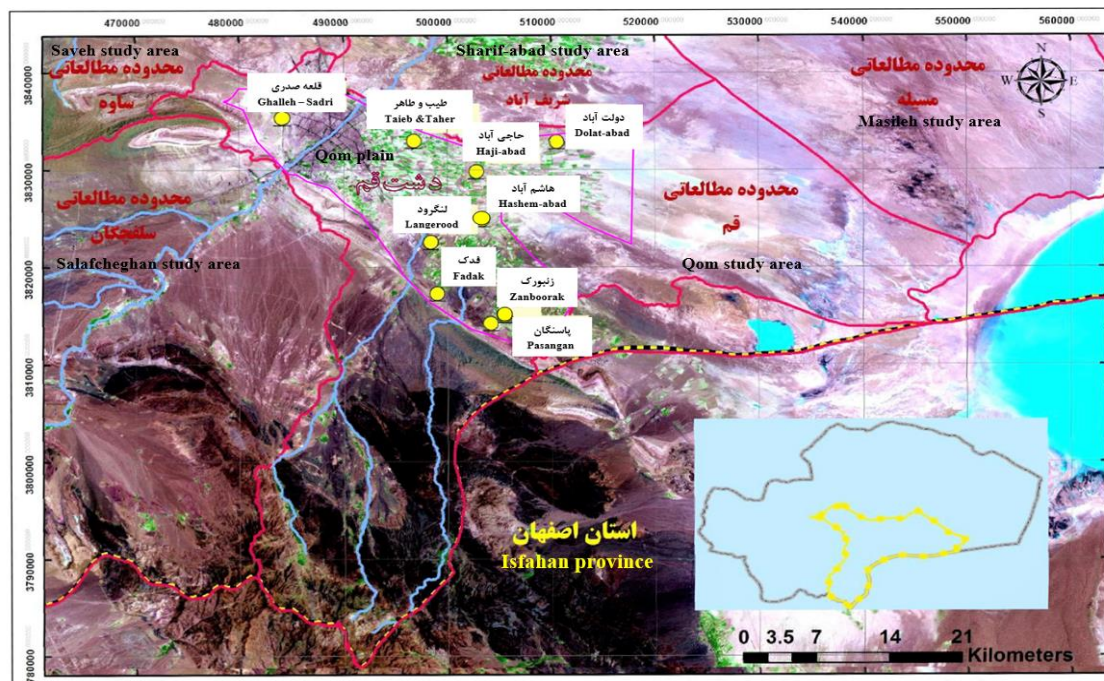 470000 480000 490000 500000 510000 520000 530000 540000 550000 560000
Saveh study area
محدوده مطالعاتی
ساوه
Sharif-abad study area
محدوده مطالعاتی
شریف آباد
محدوده مطالعاتی
مسیله
Masileh study area
N
W E
S
3840000
3830000
3820000
3810000
3800000
3790000
3780000
قلعه صدری
Ghalleh – Sadri
طیب و طاهر
Taieb &Taher
دولت آباد
Dolat-abad
حاجی آباد
Haji-abad
Qom plain
دشت قم
هاشم آباد
Hashem-abad
لنگرود
Langerood
فدک
Fadak
زنبورک
Zanboorak
پاسنگان
Pasangan
محدوده مطالعاتی
سلفچگان
Salafcheghan study area
محدوده مطالعاتی
قم
Qom study area
استان اصفهان
Isfahan province
0 3.5 7 14 21
Kilometers